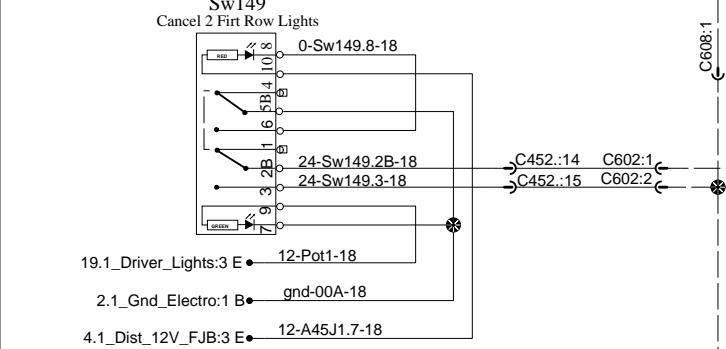 Sw149
Cancel 2 Firt Row Lights
C608:1
RED
8
0-Sw149.8-18
10
4
5B
6
1
2B
24-Sw149.2B-18
C452.:14
C602:1
3
24-Sw149.3-18
C452.:15
C602:2
9
GREEN
7
19.1_Driver_Lights:3 E
12-Pot1-18
2.1_Gnd_Electro:1 B
gnd-00A-18
4.1_Dist_12V_FJB:3 E
12-A45J1.7-18